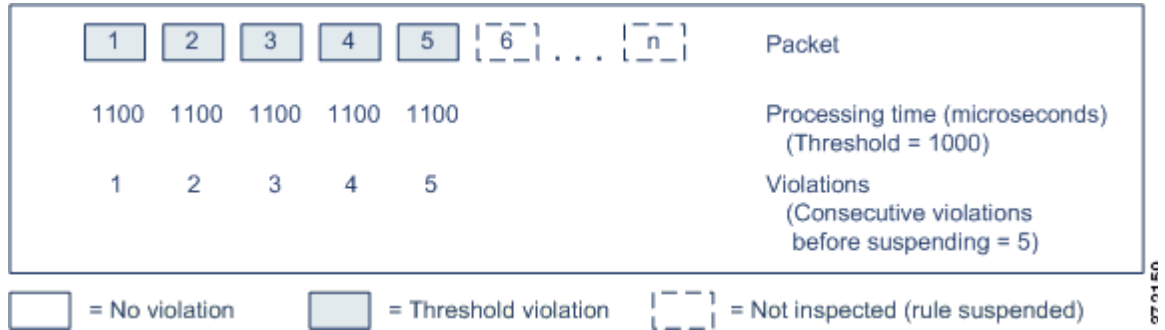 1 2 3 4 5 6 . . . n Packet
1100 1100 1100 1100 1100 Processing time (microseconds)
(Threshold = 1000)
1 2 3 4 5 Violations
(Consecutive violations
before suspending = 5)
= No violation = Threshold violation = Not inspected (rule suspended)
372159